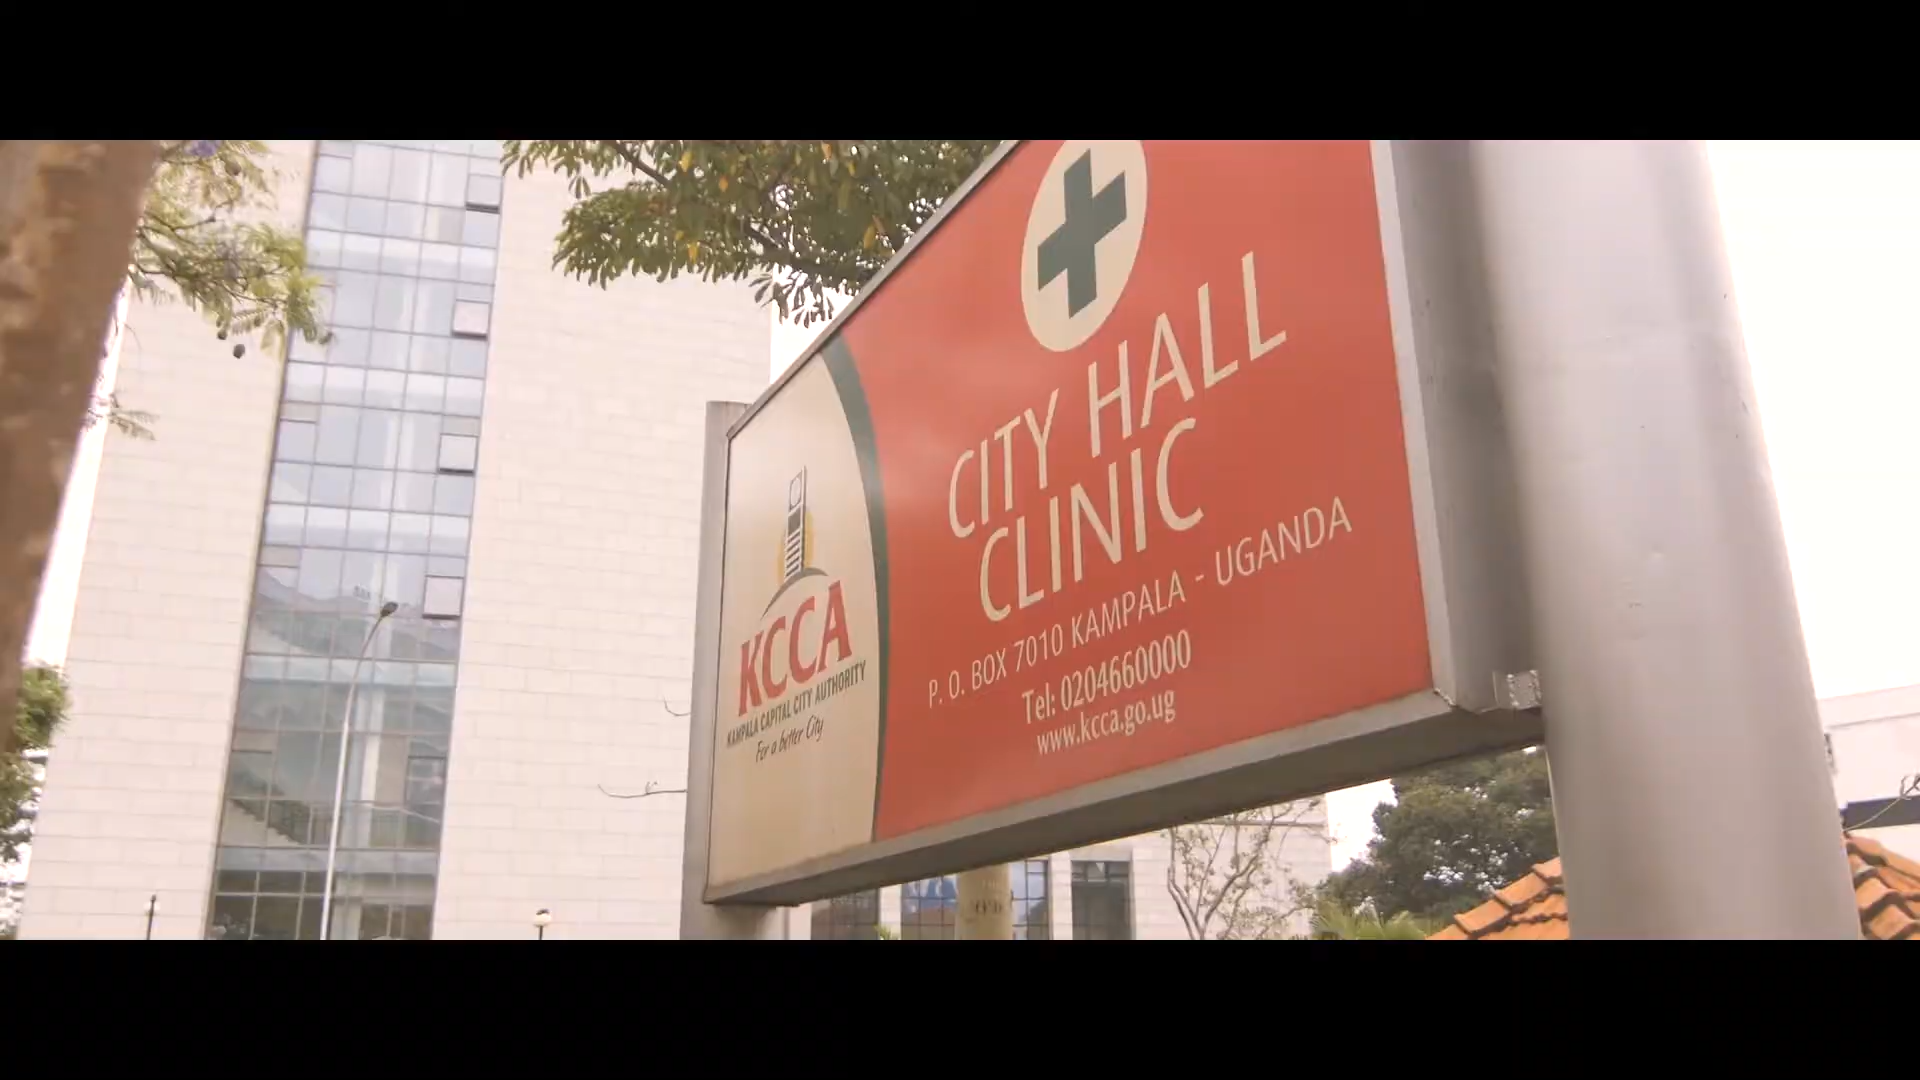 CITY HALL
CLINIC
P. O. BOX 7010 KAMPALA - UGANDA
Tel: 0204660000
www.kcca.go.ug
KCCA
KAMPALA CAPITAL CITY AUTHORITY
For a better City